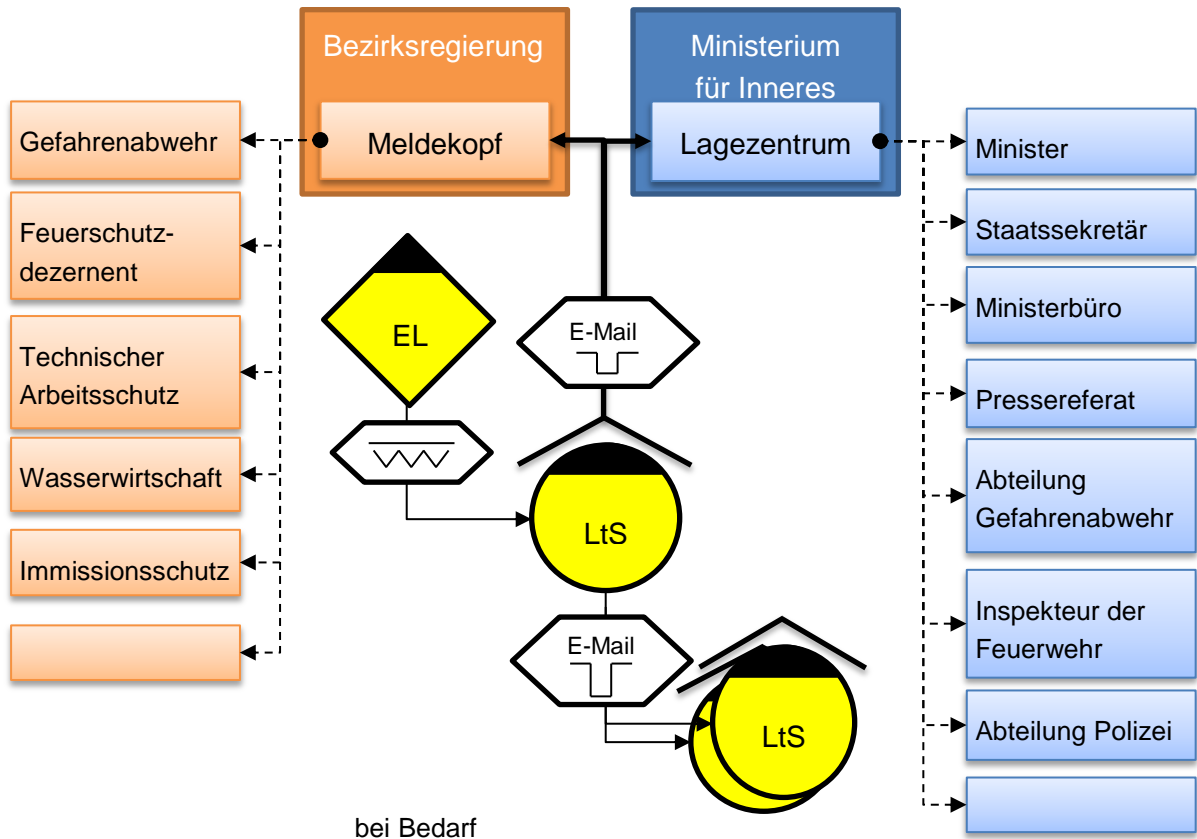 Bezirksregierung
Meldekopf
Ministerium
für Inneres
Lagezentrum
Gefahrenabwehr
Feuerschutz-
dezernent
Technischer
Arbeitsschutz
Wasserwirtschaft
Immissionsschutz
EL
E-Mail
LtS
E-Mail
LtS
bei Bedarf
Minister
Staatssekretär
Ministerbüro
Pressereferat
Abteilung
Gefahrenabwehr
Inspekteur der
Feuerwehr
Abteilung Polizei